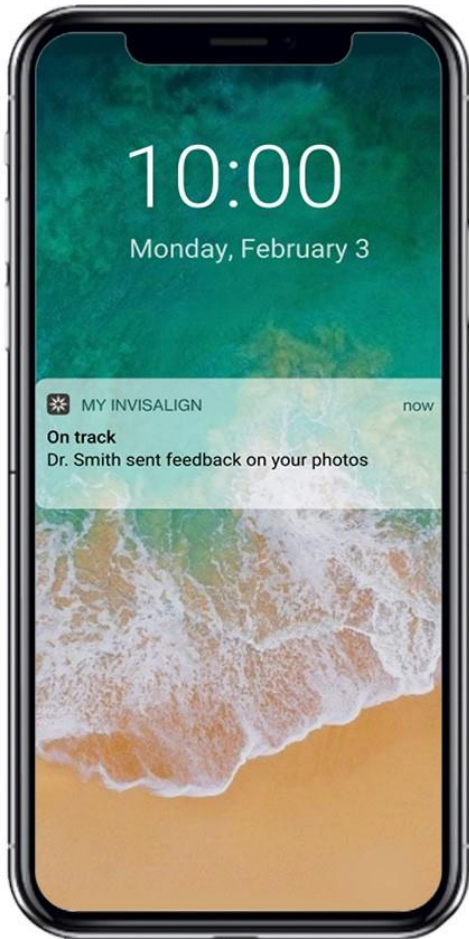 10:00
Monday, February 3
MY INVISALIGN now
On track
Dr. Smith sent feedback on your photos